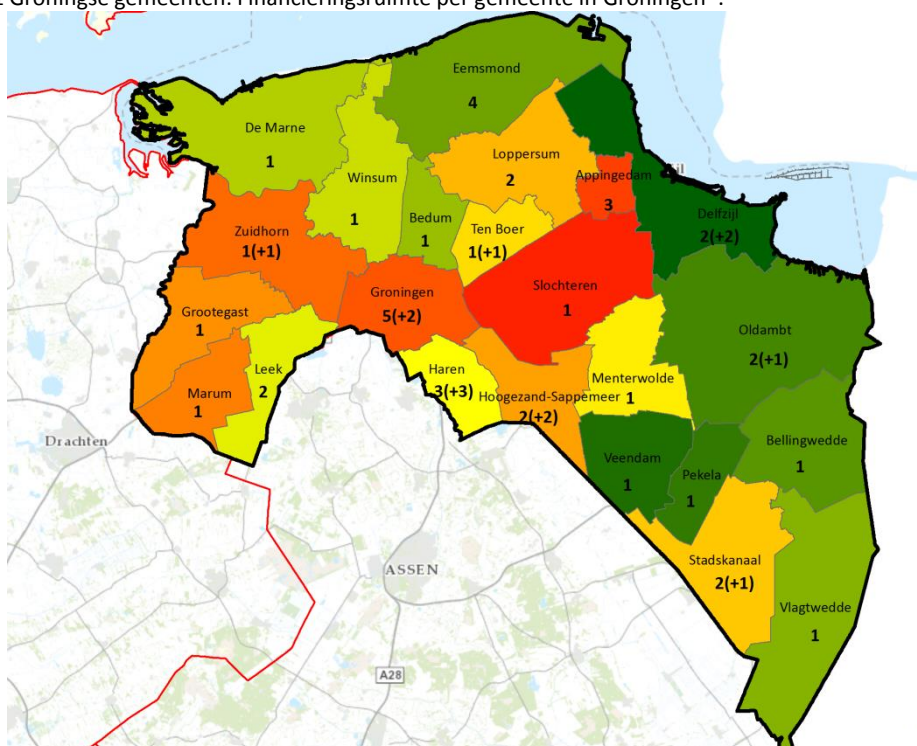 Groningse gemeenten: Financieringsruimte per gemeente in Groningen
Eemsmond
4
De Marne
1
Loppersum
2
Winsum
1
Appingedam
3
Bedum
1
Ten Boer
1(+1)
Delfzijl
2(+2)
Zuidhorn
1(+1)
Groningen
5(+2)
Slochteren
1
Grootegast
1
Oldambt
2(+1)
Leek
2
Haren
3(+3)
Menterwolde
1
Hoogezand-Sappemeer
2(+2)
Marum
1
Drachten
Bellingwedde
1
Veendam
1
Pekela
1
Stadskanaal
2(+1)
ASSEN
Vlagtwedde
1
A28